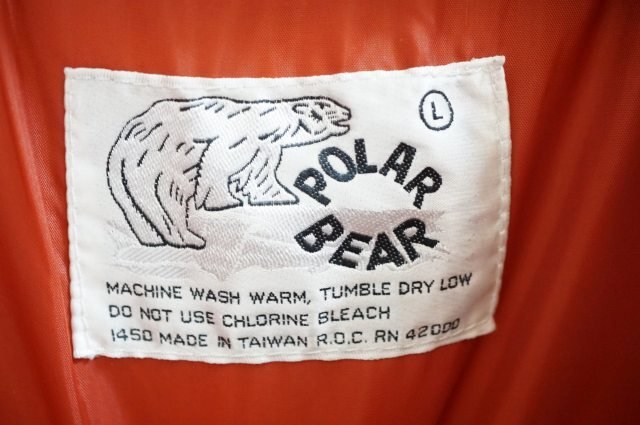 L
POLAR
BEAR
MACHINE WASH WARM, TUMBLE DRY LOW
DO NOT USE CHLORINE BLEACH
1450 MADE IN TAIWAN R.O.C. RN 42000